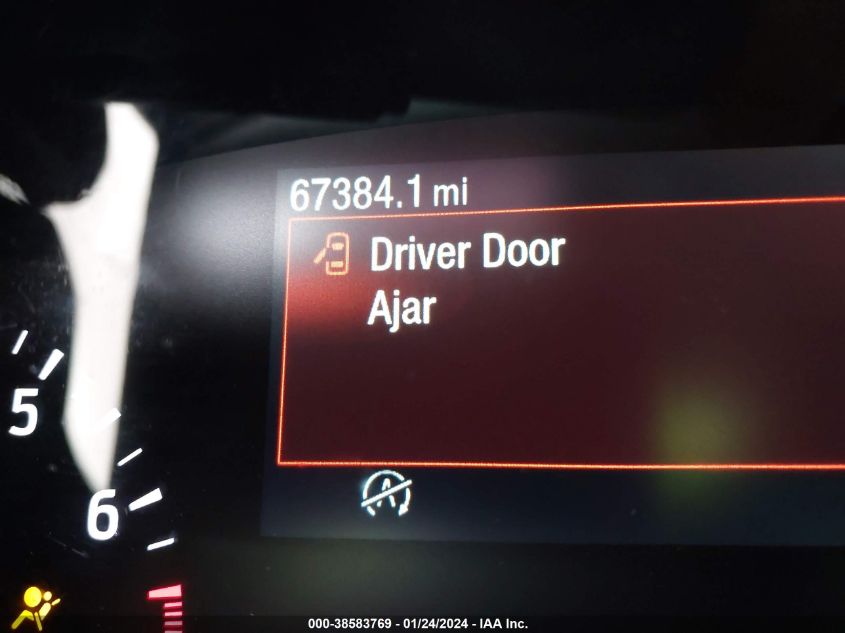 67384.1 mi
Driver Door
Ajar
5
6
A
000-38583769 - 01/24/2024 - IAA Inc.